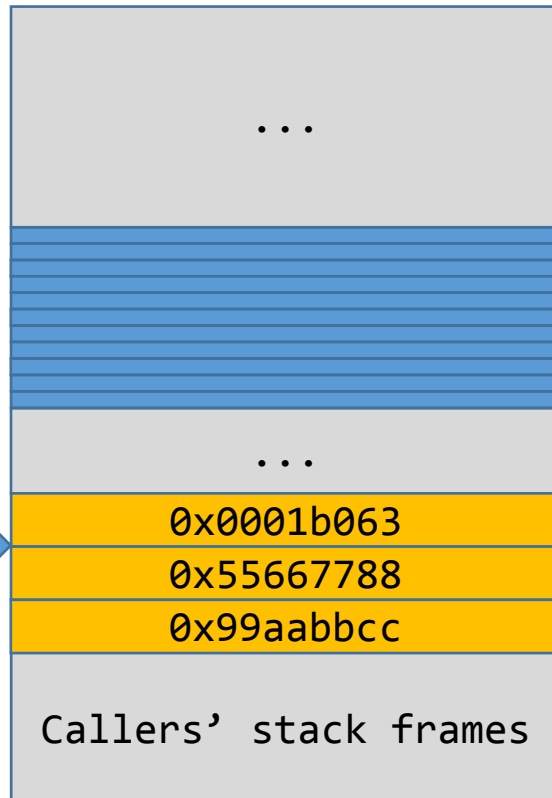 ...
...
0x0001b063
0x55667788
0x99aabbcc
Callers’ stack frames